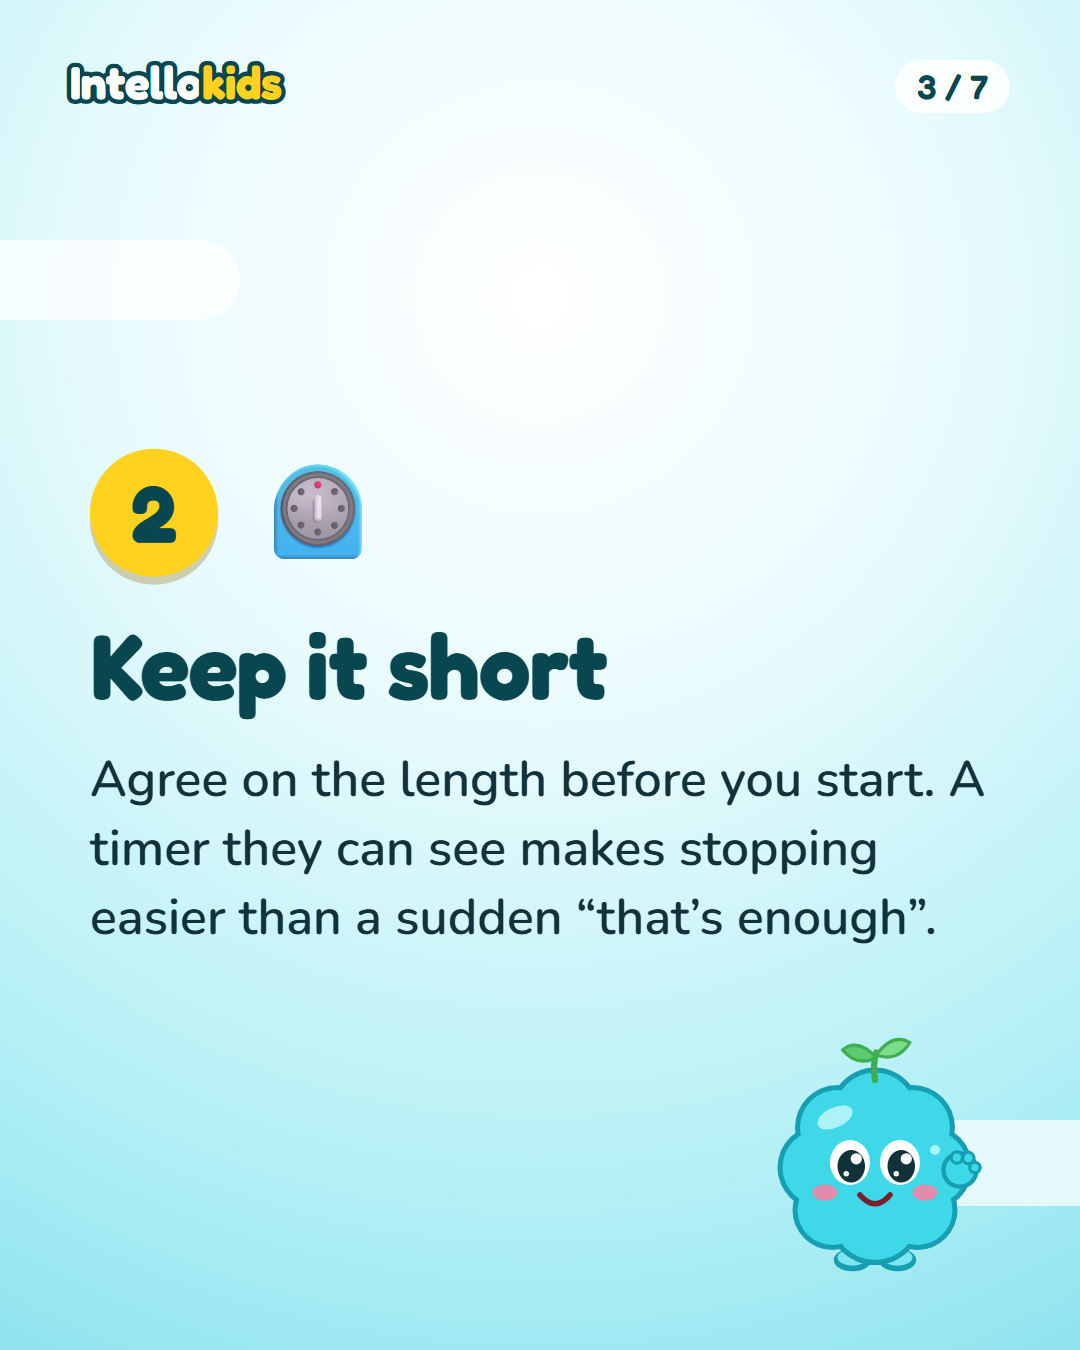 Intellokids
3 / 7
2
Keep it short
Agree on the length before you start. A
timer they can see makes stopping
easier than a sudden “that’s enough”.